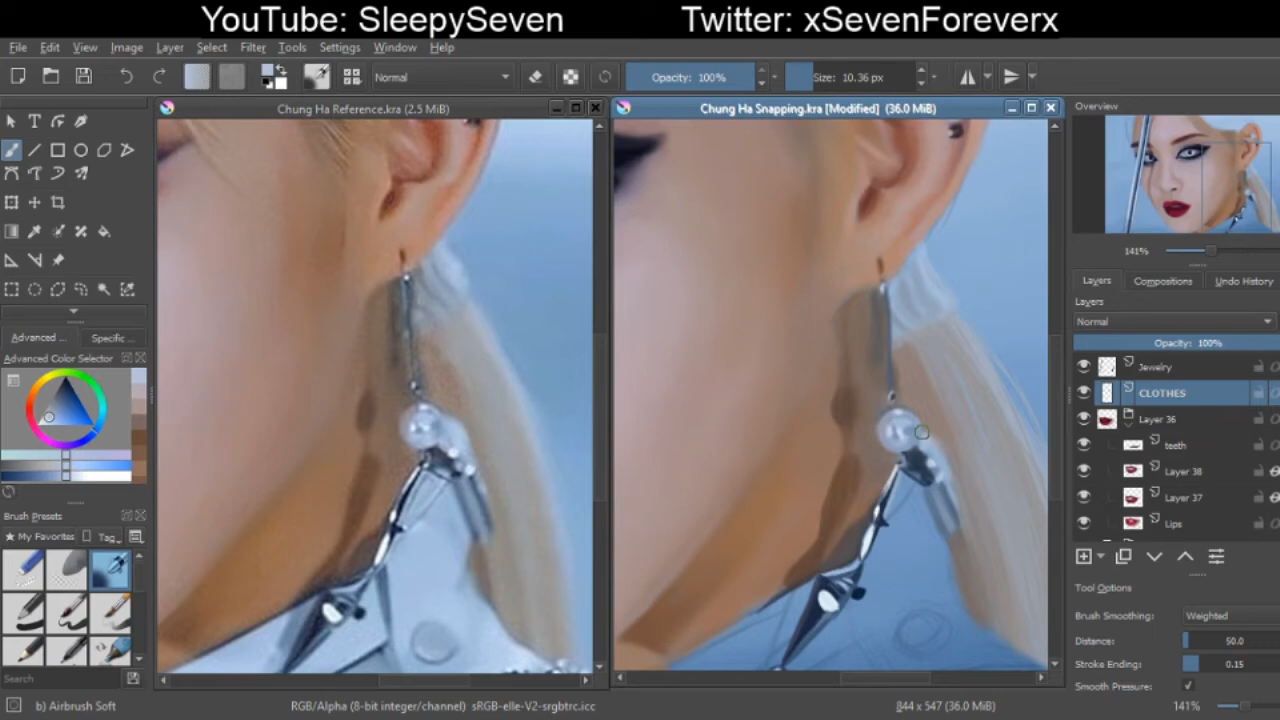 YouTube: SleepySeven Twitter: xSevenForeverx
File Edit View Image Layer Select Filter Tools Settings Window Help
Normal Opacity: 100% Size: 10.36 px
Chung Ha Reference.kra (2.5 MiB) Chung Ha Snapping.kra [Modified] (36.0 MiB) Overview
141%
Layers Compositions Undo History
Layers
Normal
Advanced ... Specific ...
Opacity: 100%
Advanced Color Selector
Jewelry
CLOTHES
Layer 36
teeth
Layer 38
Layer 37
Brush Presets
Lips
My Favorites Tag...
Tool Options
Brush Smoothing: Weighted
Distance: 50.0
Stroke Ending: 0.15
Search
Smooth Pressure:
b) Airbrush Soft RGB/Alpha (8-bit integer/channel) sRGB-elle-V2-srgbtrc.icc 844 x 547 (36.0 MiB) 141%